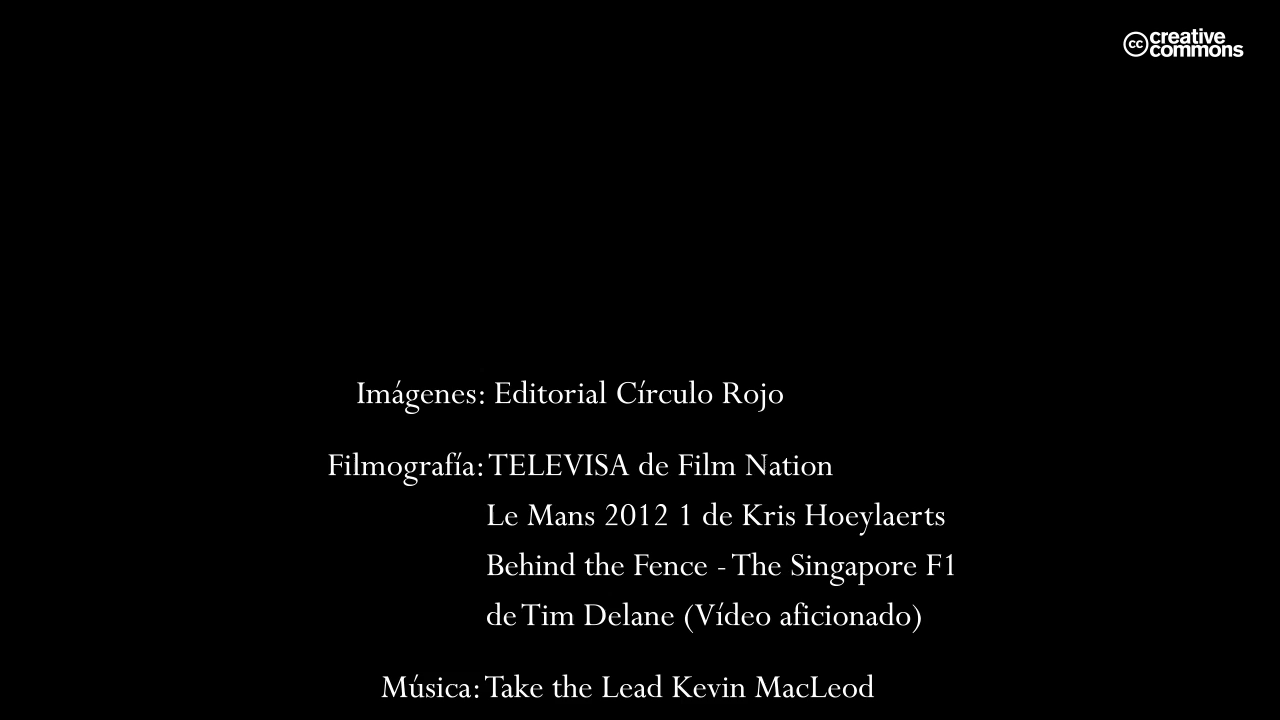 cc creative
commons
Imágenes: Editorial Círculo Rojo
Filmografía: TELEVISA de Film Nation
Le Mans 2012 1 de Kris Hoeylaerts
Behind the Fence - The Singapore F1
de Tim Delane (Vídeo aficionado)
Música: Take the Lead Kevin MacLeod